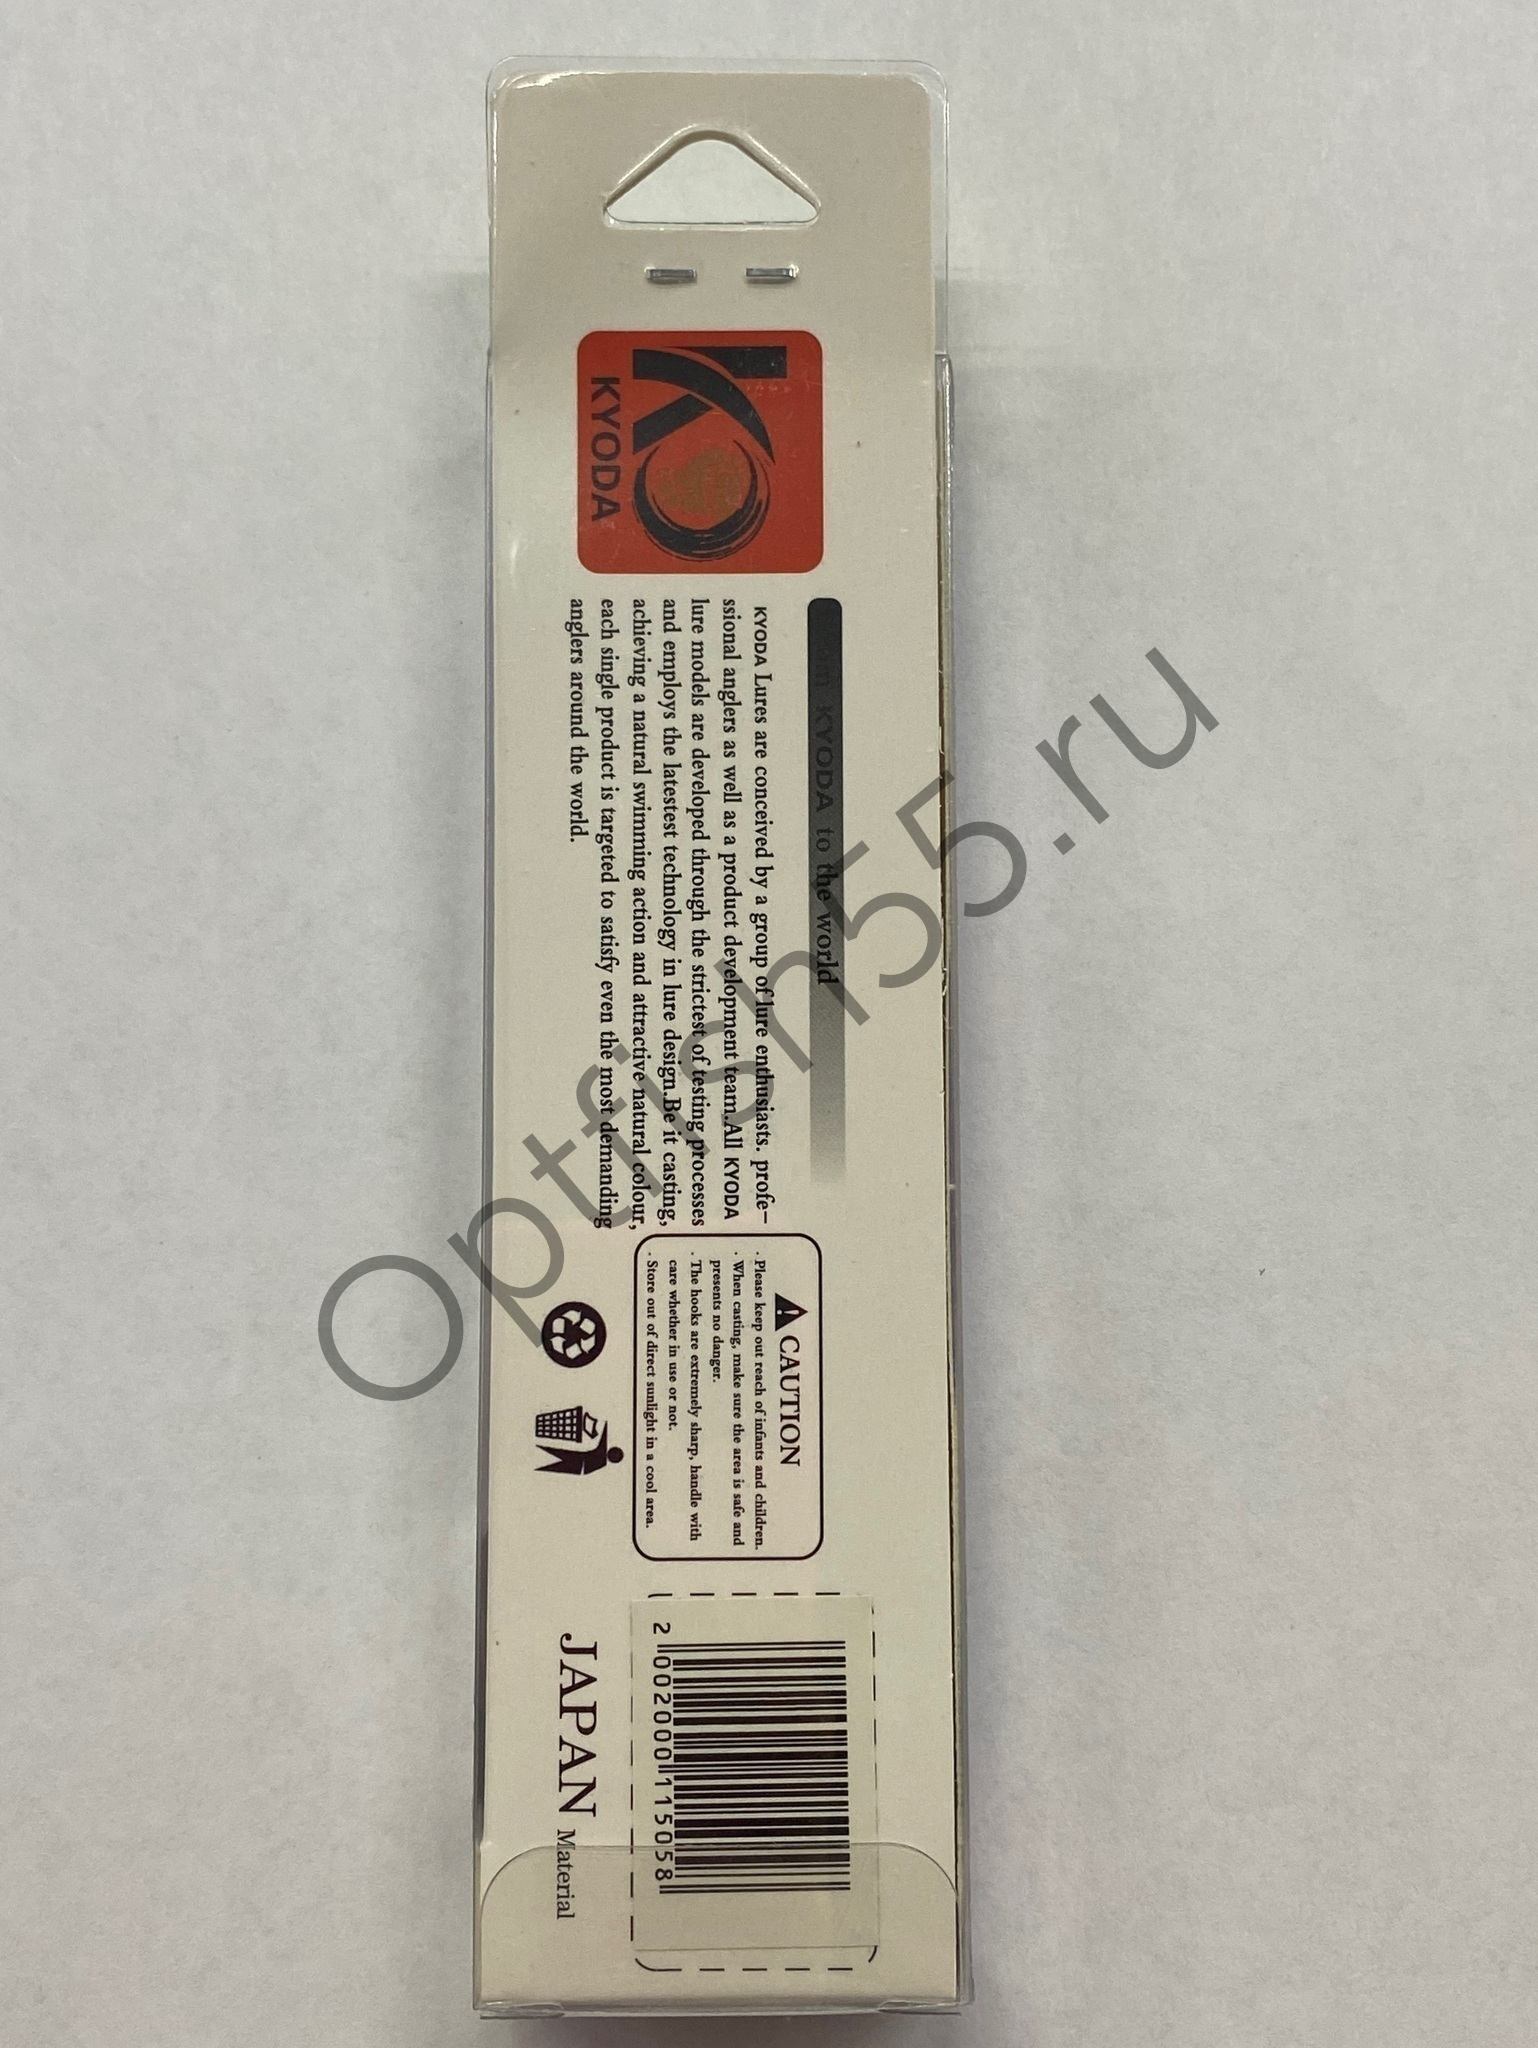 KYODA
KYODA to the world
KYODA Lures are conceived by a group of lure enthusiasts. profe-
ssional anglers as well as a product development team.All KYODA
lure models are developed through the strictest of testing processes
and employs the latestest technology in lure design.Be it casting,
achieving a natural swimming action and attractive natural colour,
each single product is targeted to satisfy even the most demanding
anglers around the world.
CAUTION
· Please keep out reach of infants and children.
· When casting, make sure the area is safe and
presents no danger.
· The hooks are extremely sharp, handle with
care whether in use or not.
· Store out of direct sunlight in a cool area.
2 002000 115058
JAPAN Material
Optfish55.ru